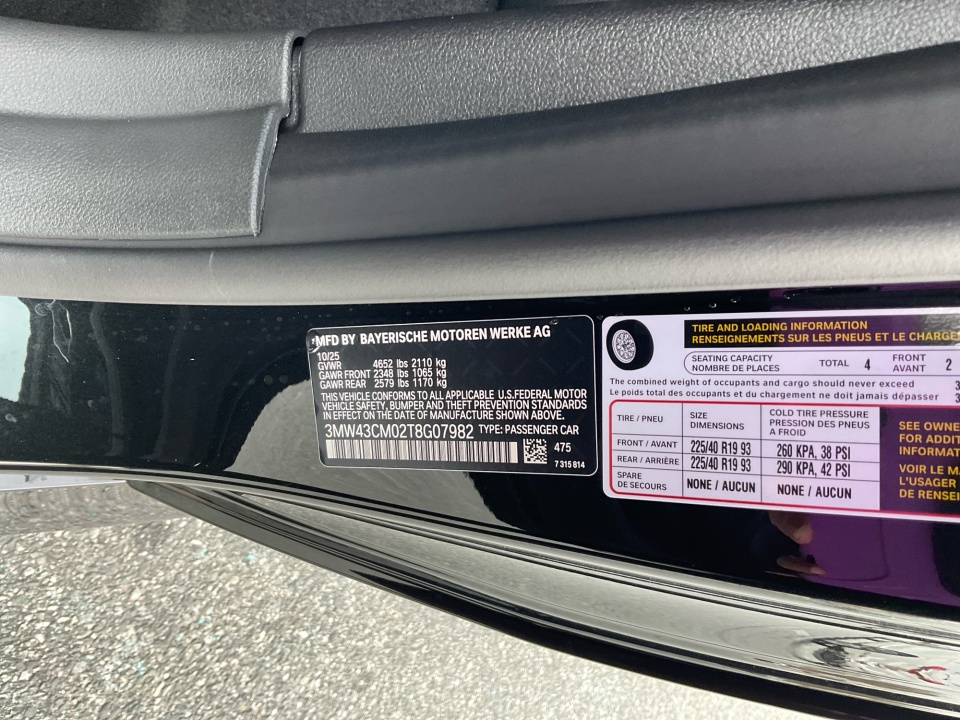 MFD BY BAYERISCHE MOTOREN WERKE AG
10/25
GVWR 4652 lbs 2110 kg
GAWR FRONT 2348 lbs 1065 kg
GAWR REAR 2579 lbs 1170 kg
THIS VEHICLE CONFORMS TO ALL APPLICABLE U.S.FEDERAL MOTOR
VEHICLE SAFETY, BUMPER AND THEFT PREVENTION STANDARDS
IN EFFECT ON THE DATE OF MANUFACTURE SHOWN ABOVE.
3MW43CM02T8G07982 TYPE: PASSENGER CAR
475
7 315 814
TIRE AND LOADING INFORMATION
RENSEIGNEMENTS SUR LES PNEUS ET LE CHARGE
SEATING CAPACITY
NOMBRE DE PLACES
TOTAL 4
FRONT
AVANT 2
The combined weight of occupants and cargo should never exceed
Le poids total des occupants et du chargement ne doit jamais dépasser
TIRE / PNEU
SIZE
DIMENSIONS
COLD TIRE PRESSURE
PRESSION DES PNEUS
A FROID
FRONT / AVANT 225/40 R19 93 260 KPA, 38 PSI
REAR / ARRIÈRE 225/40 R19 93 290 KPA, 42 PSI
SPARE
DE SECOURS
NONE / AUCUN NONE / AUCUN
SEE OWNE
FOR ADDIT
INFORMAT
VOIR LE M
L'USAGER
DE RENSEI